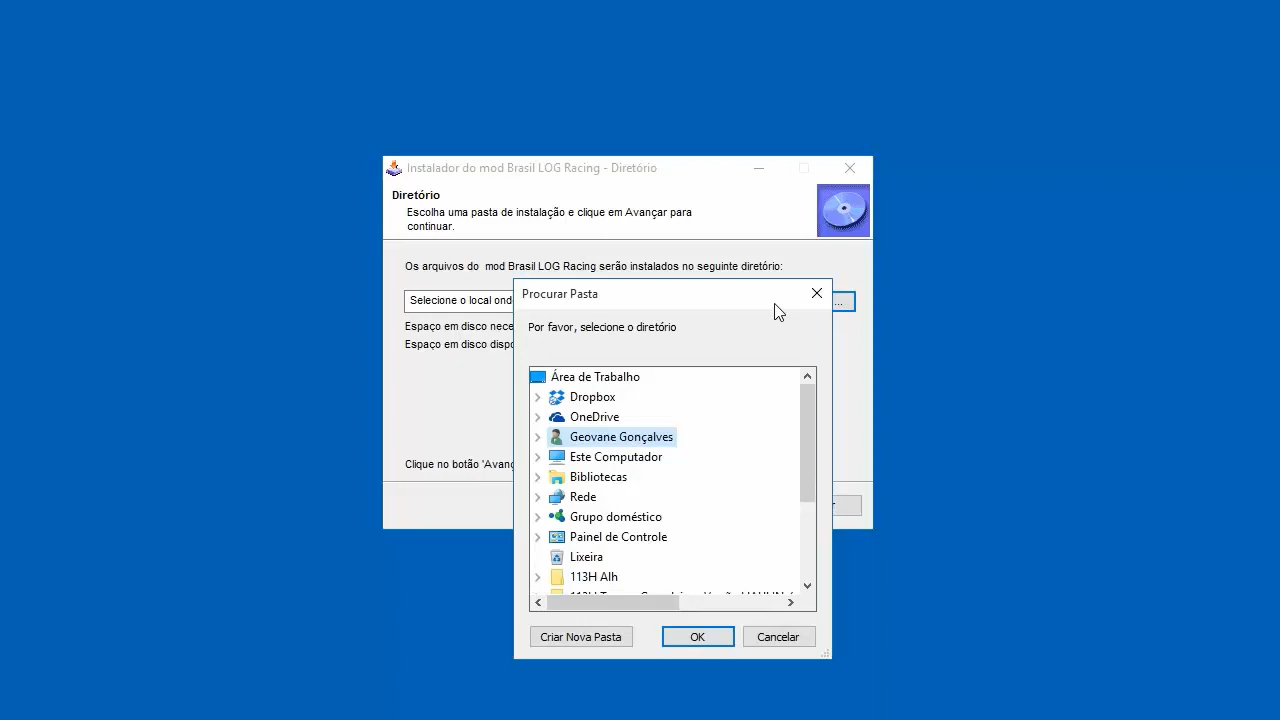 Instalador do mod Brasil LOG Racing - Diretório
Diretório
Escolha uma pasta de instalação e clique em Avançar para
continuar.
Os arquivos do mod Brasil LOG Racing serão instalados no seguinte diretório:
Selecione o local ond
...
Espaço em disco nece
Espaço em disco dispo
Clique no botão 'Avanç
Procurar Pasta
Por favor, selecione o diretório
Área de Trabalho
Dropbox
OneDrive
Geovane Gonçalves
Este Computador
Bibliotecas
Rede
Grupo doméstico
Painel de Controle
Lixeira
113H Alh
Criar Nova Pasta
OK
Cancelar